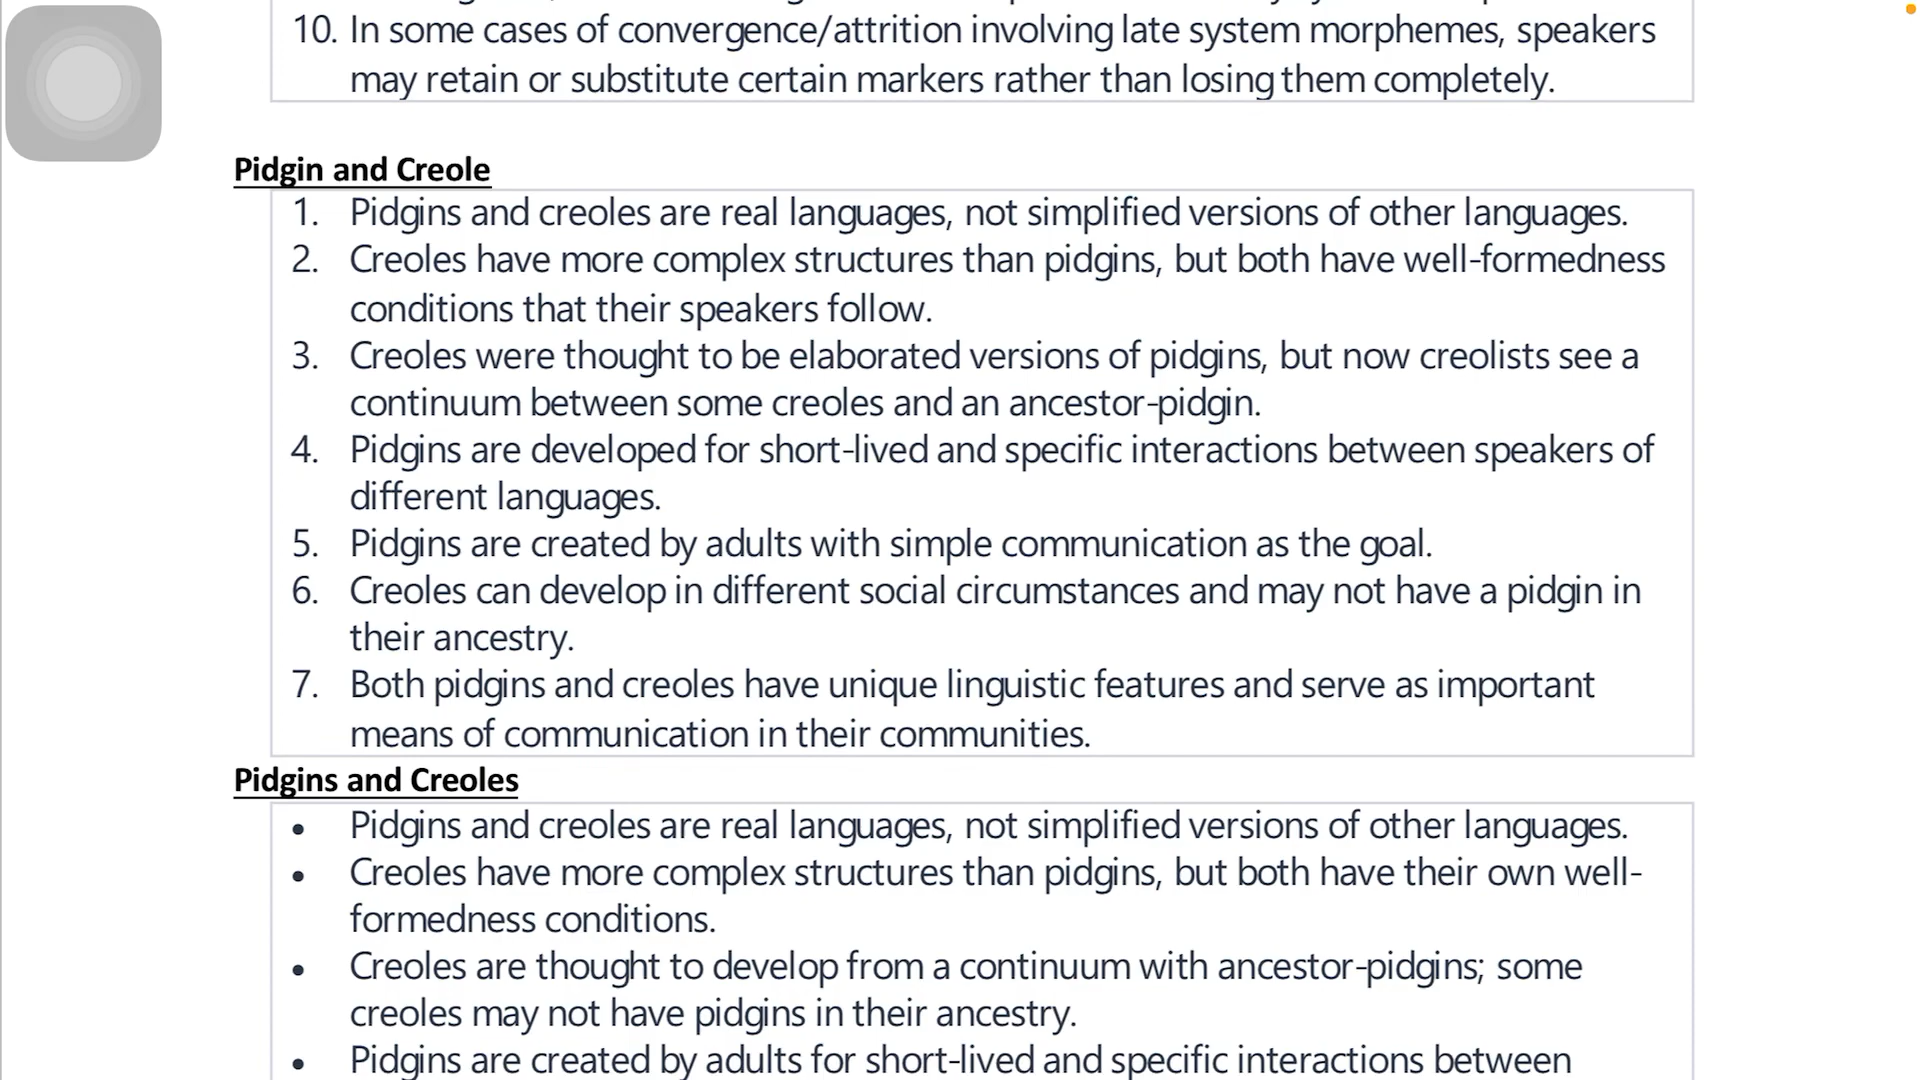 10. In some cases of convergence/attrition involving late system morphemes, speakers
may retain or substitute certain markers rather than losing them completely.
Pidgin and Creole
1. Pidgins and creoles are real languages, not simplified versions of other languages.
2. Creoles have more complex structures than pidgins, but both have well-formedness
conditions that their speakers follow.
3. Creoles were thought to be elaborated versions of pidgins, but now creolists see a
continuum between some creoles and an ancestor-pidgin.
4. Pidgins are developed for short-lived and specific interactions between speakers of
different languages.
5. Pidgins are created by adults with simple communication as the goal.
6. Creoles can develop in different social circumstances and may not have a pidgin in
their ancestry.
7. Both pidgins and creoles have unique linguistic features and serve as important
means of communication in their communities.
Pidgins and Creoles
• Pidgins and creoles are real languages, not simplified versions of other languages.
• Creoles have more complex structures than pidgins, but both have their own well-
formedness conditions.
• Creoles are thought to develop from a continuum with ancestor-pidgins; some
creoles may not have pidgins in their ancestry.
• Pidgins are created by adults for short-lived and specific interactions between